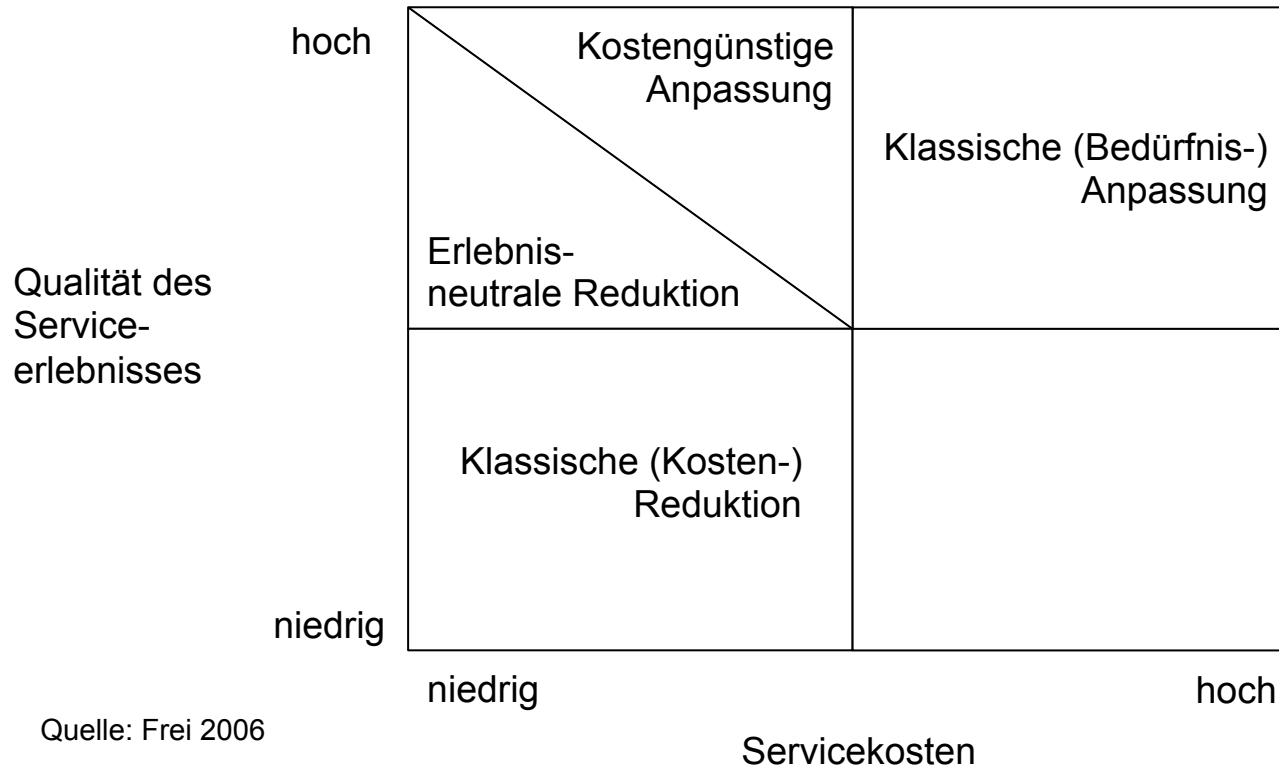 hoch
Kostengünstige
Anpassung
Klassische (Bedürfnis-)
Anpassung
Erlebnis-
neutrale Reduktion
Qualität des
Service-
erlebnisses
Klassische (Kosten-)
Reduktion
niedrig
niedrig
hoch
Quelle: Frei 2006
Servicekosten